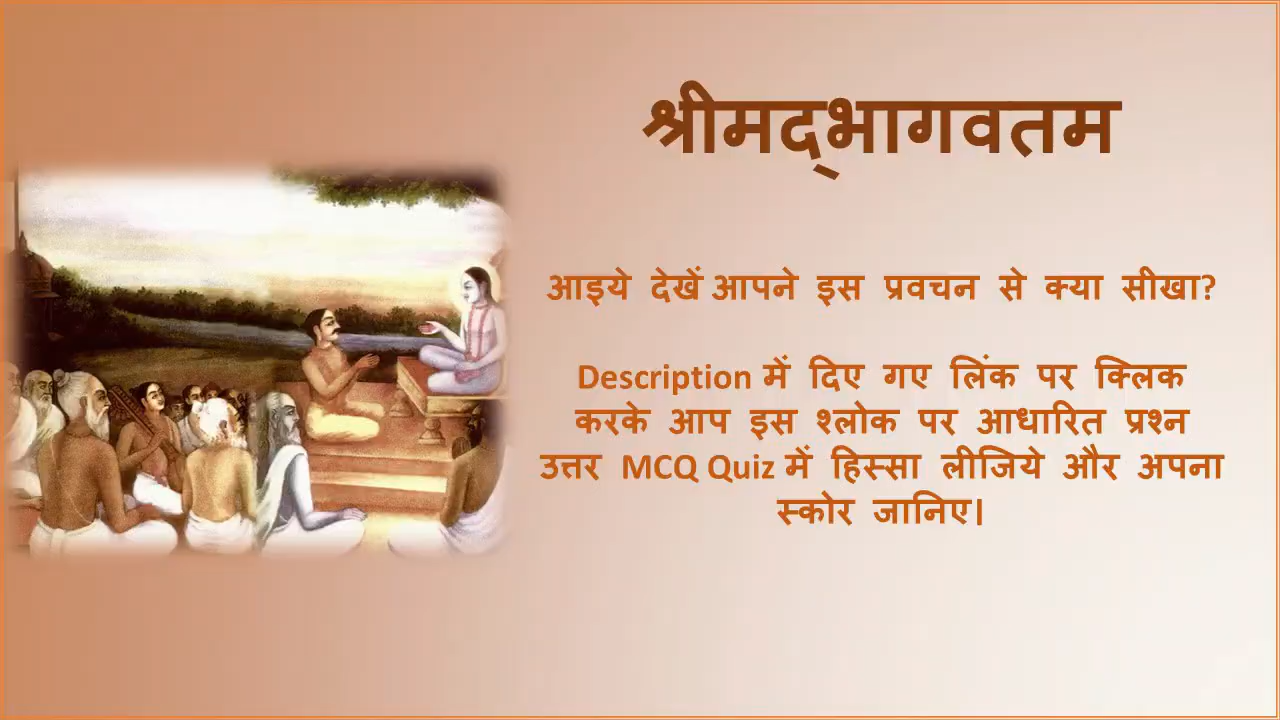 श्रीमद्‌भागवतम
आइये देखें आपने इस प्रवचन से क्या सीखा?
Description में दिए गए लिंक पर क्लिक
करके आप इस श्लोक पर आधारित प्रश्न
उत्तर MCQ Quiz में हिस्सा लीजिये और अपना
स्कोर जानिए।